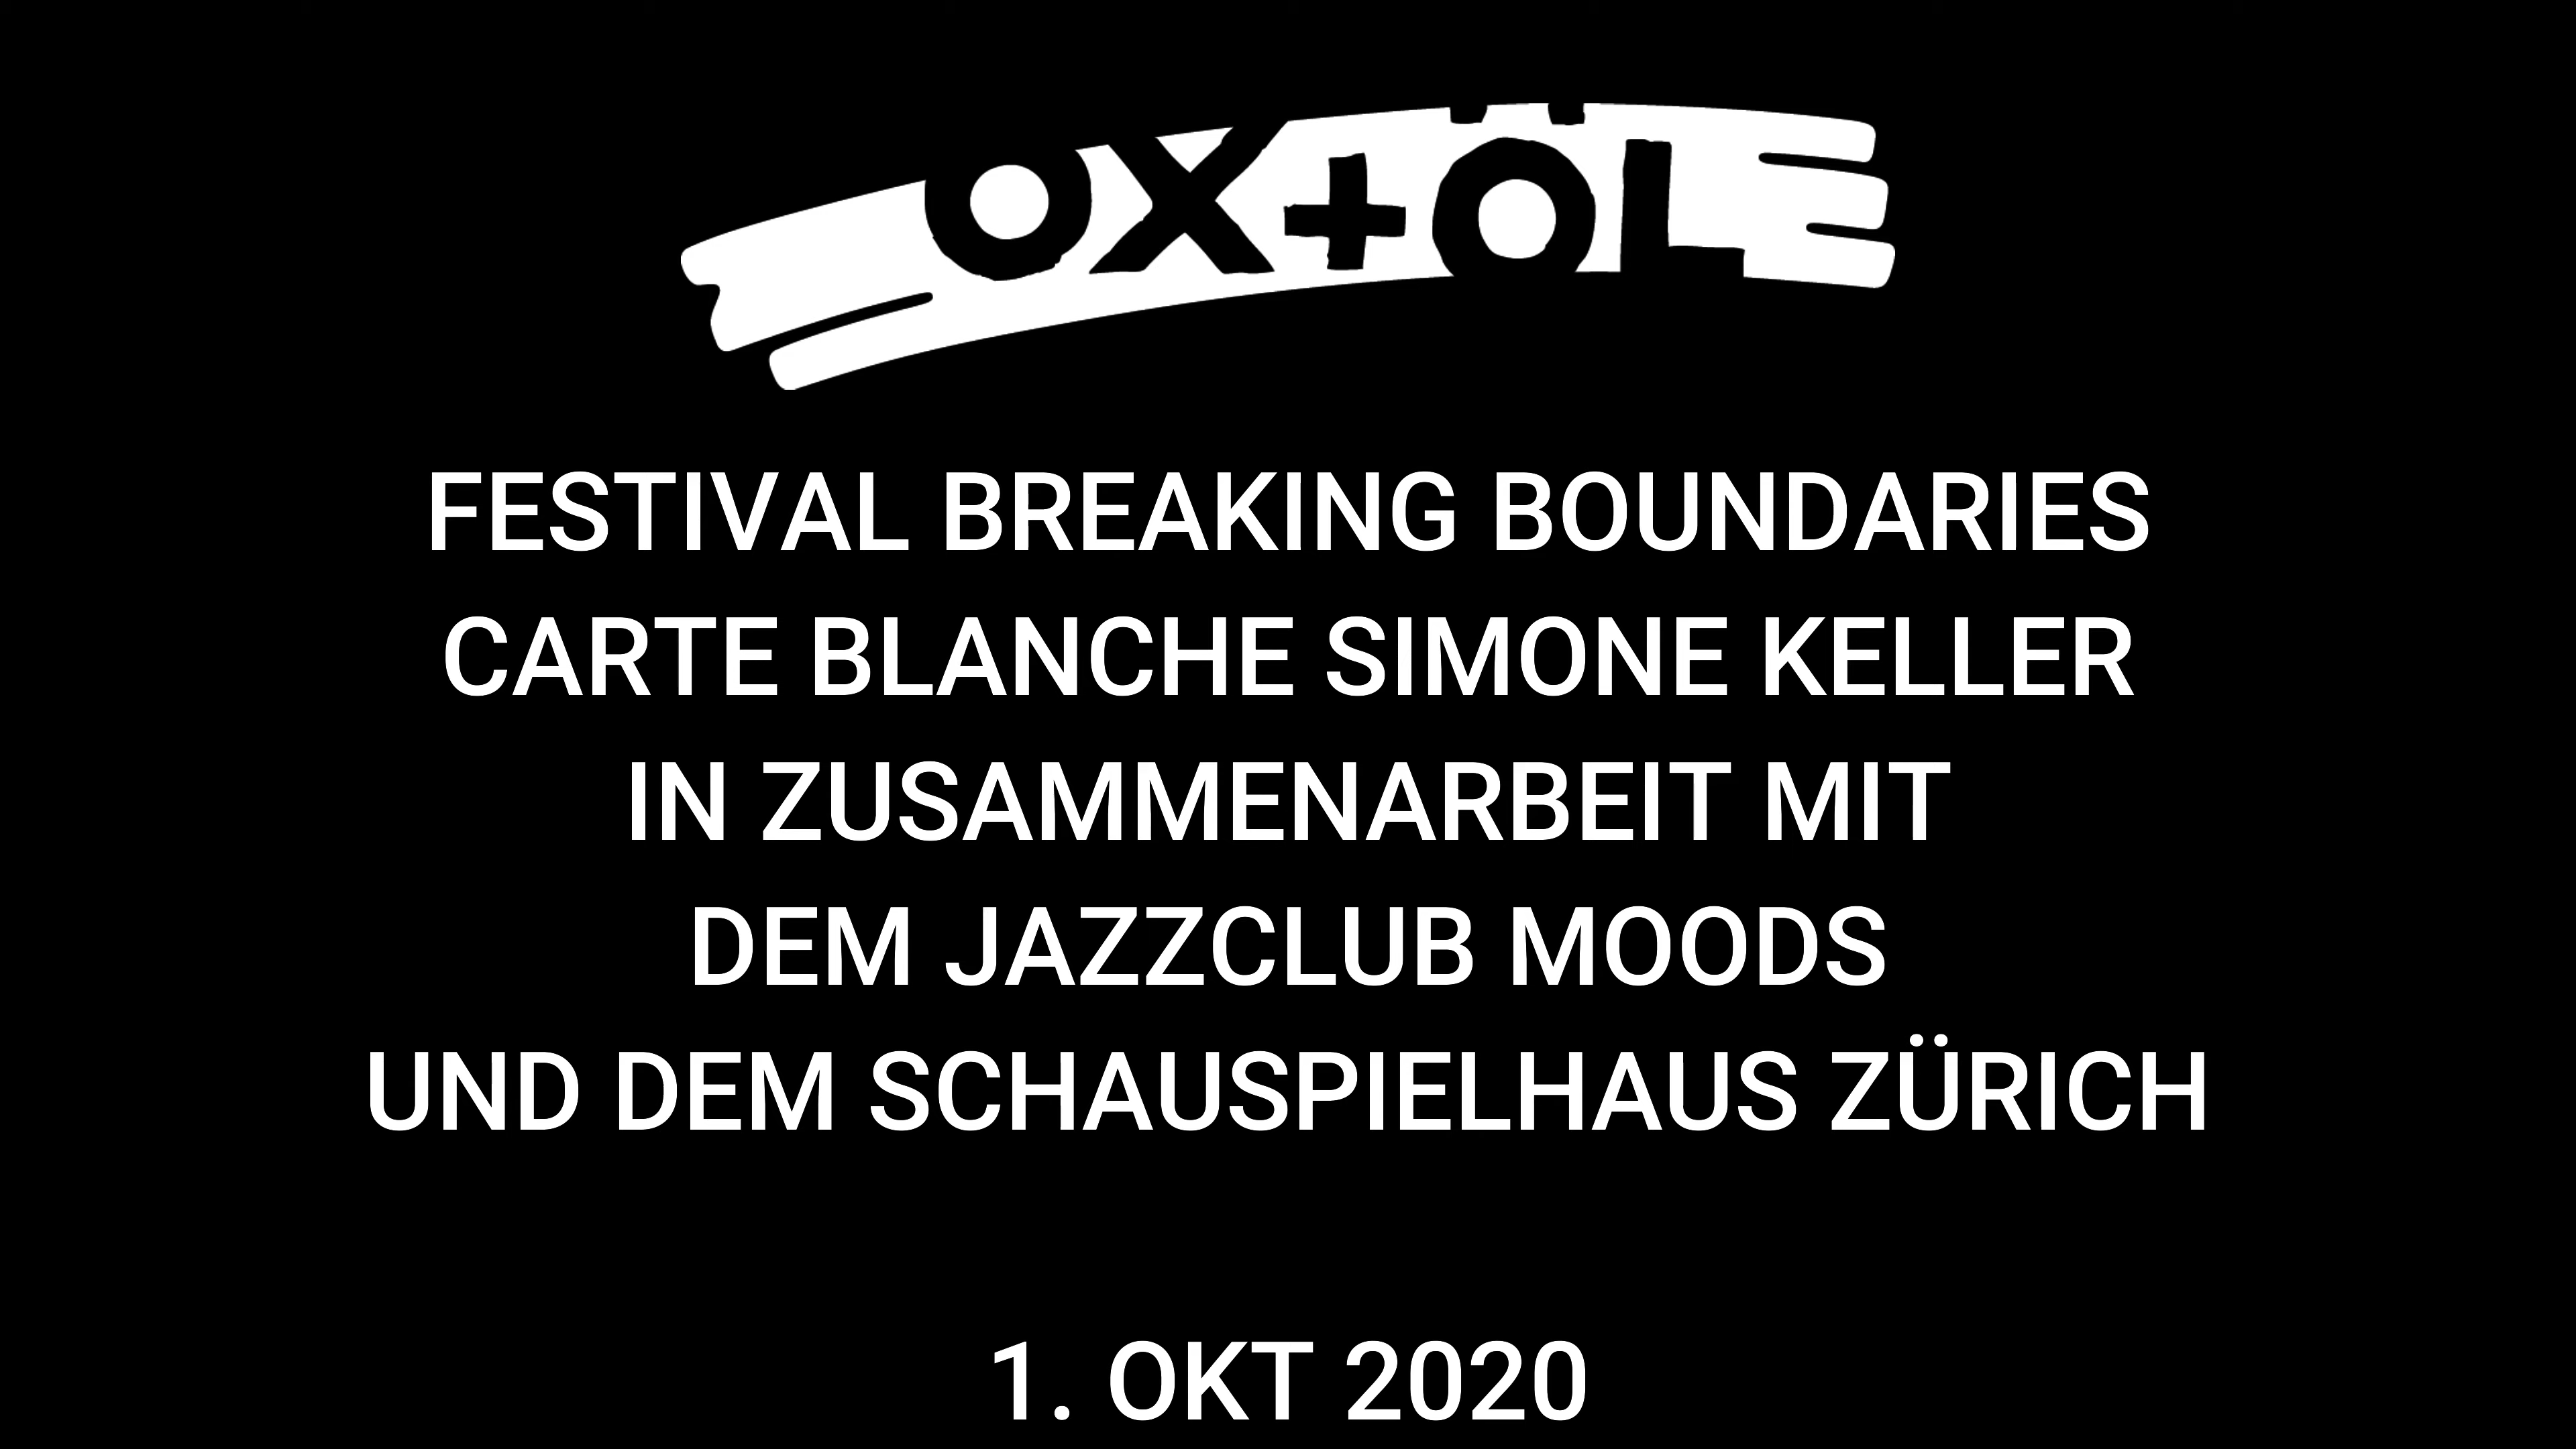 OX+ÖL
FESTIVAL BREAKING BOUNDARIES
CARTE BLANCHE SIMONE KELLER
IN ZUSAMMENARBEIT MIT
DEM JAZZCLUB MOODS
UND DEM SCHAUSPIELHAUS ZÜRICH
1. OKT 2020